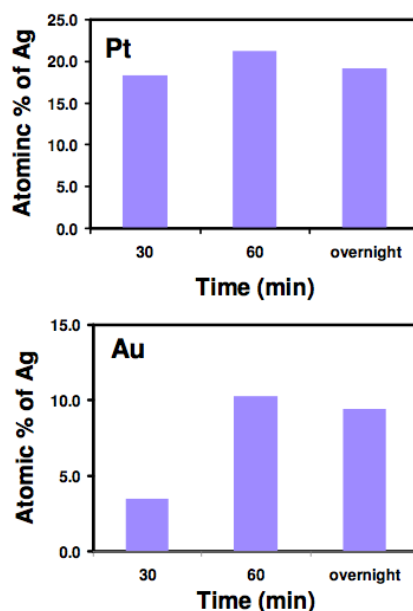 25.0
Pt
20.0
15.0
10.0
5.0
0.0
Atominc % of Ag
30 60 overnight
Time (min)
15.0
Au
10.0
5.0
0.0
Atomic % of Ag
30 60 overnight
Time (min)